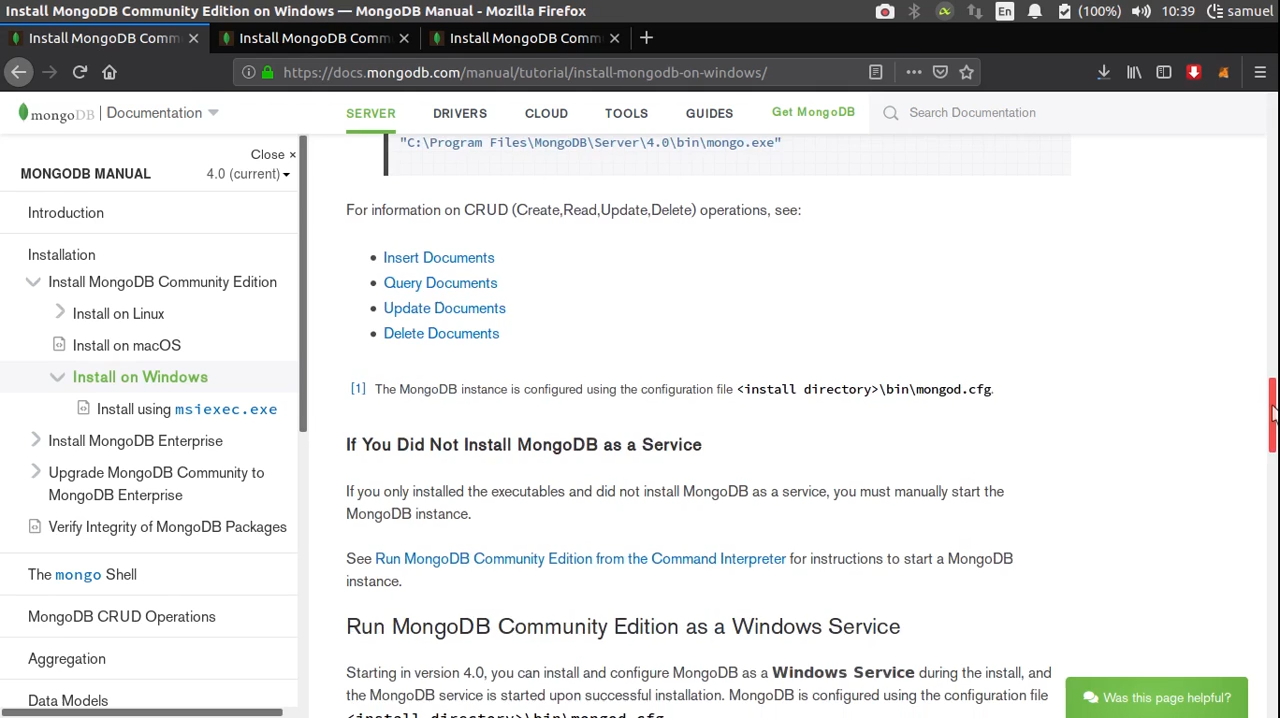 Install MongoDB Community Edition on Windows — MongoDB Manual - Mozilla Firefox
En (100%) 10:39 samuel
Install MongoDB Comm
Install MongoDB Comm
Install MongoDB Comm
https://docs.mongodb.com/manual/tutorial/install-mongodb-on-windows/
mongoDB | Documentation
SERVER
DRIVERS
CLOUD
TOOLS
GUIDES
Get MongoDB
Search Documentation
Close ×
MONGODB MANUAL
4.0 (current)
Introduction
Installation
Install MongoDB Community Edition
Install on Linux
Install on macOS
Install on Windows
Install using msiexec.exe
Install MongoDB Enterprise
Upgrade MongoDB Community to
MongoDB Enterprise
Verify Integrity of MongoDB Packages
The mongo Shell
MongoDB CRUD Operations
Aggregation
Data Models
"C:\Program Files\MongoDB\Server\4.0\bin\mongo.exe"
For information on CRUD (Create,Read,Update,Delete) operations, see:
• Insert Documents
• Query Documents
• Update Documents
• Delete Documents
[1] The MongoDB instance is configured using the configuration file <install directory>\bin\mongod.cfg.
If You Did Not Install MongoDB as a Service
If you only installed the executables and did not install MongoDB as a service, you must manually start the
MongoDB instance.
See Run MongoDB Community Edition from the Command Interpreter for instructions to start a MongoDB
instance.
Run MongoDB Community Edition as a Windows Service
Starting in version 4.0, you can install and configure MongoDB as a Windows Service during the install, and
the MongoDB service is started upon successful installation. MongoDB is configured using the configuration file
<install directory>\bin\mongod.cfg.
Was this page helpful?